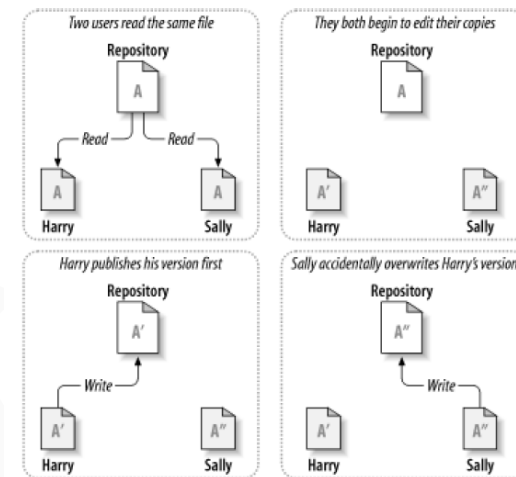 Two users read the same file
Repository
A
Read
Read
A
A
Harry
Sally
They both begin to edit their copies
Repository
A
A′
A″
Harry
Sally
Harry publishes his version first
Repository
A′
Write
A′
A″
Harry
Sally
Sally accidentally overwrites Harry's version
Repository
A″
Write
A′
A″
Harry
Sally